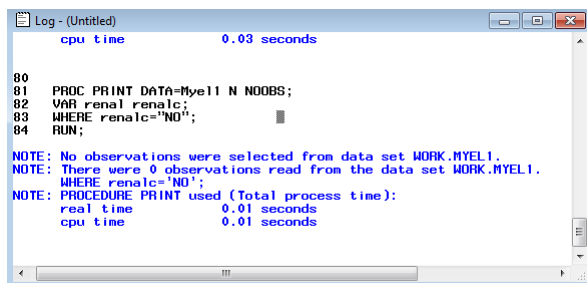 Log - (Untitled)
cpu time 0.03 seconds
80
81 PROC PRINT DATA=Myel1 N NOOBS;
82 VAR renal renalc;
83 WHERE renalc="NO";
84 RUN;
NOTE: No observations were selected from data set WORK.MYEL1.
NOTE: There were 0 observations read from the data set WORK.MYEL1.
WHERE renalc='NO';
NOTE: PROCEDURE PRINT used (Total process time):
real time 0.01 seconds
cpu time 0.01 seconds